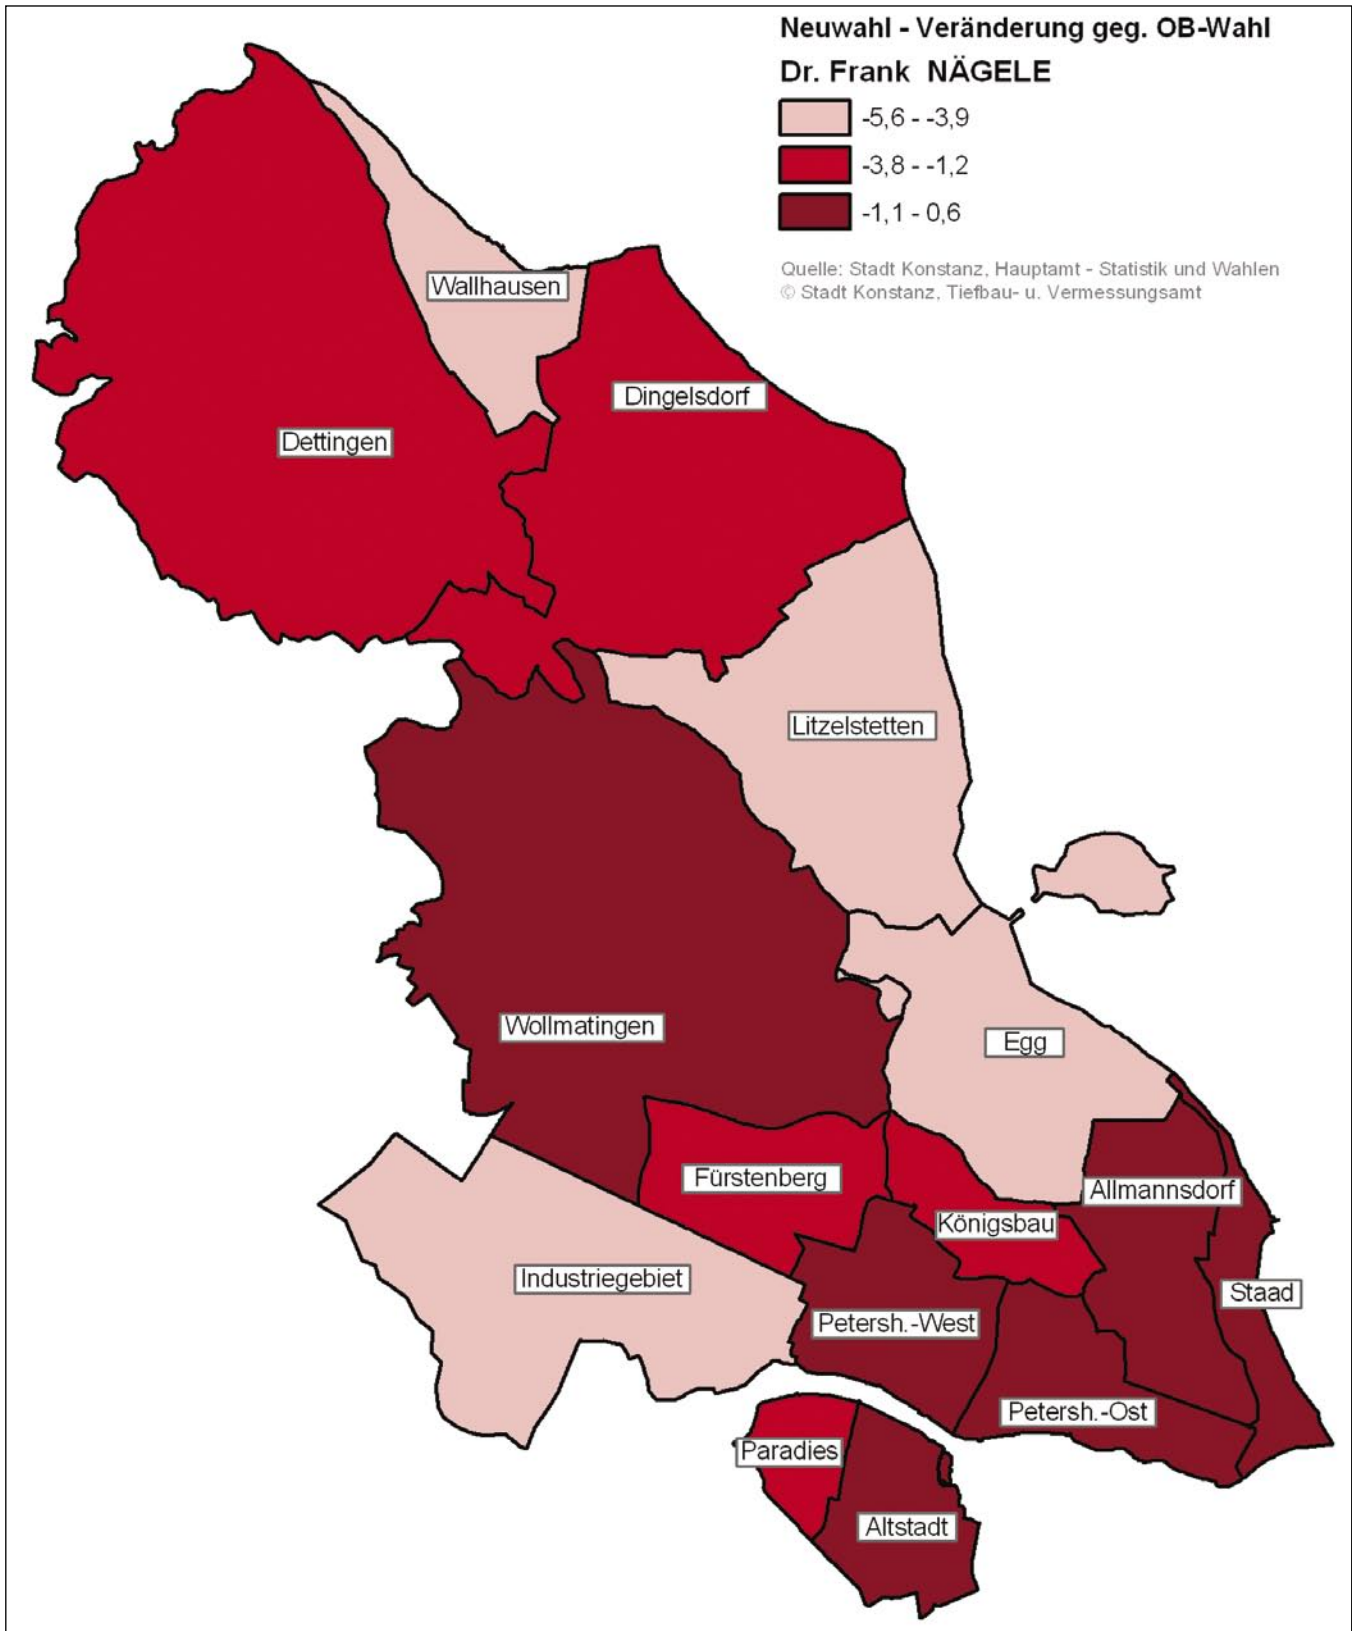 Neuwahl - Veränderung geg. OB-Wahl
Dr. Frank NÄGELE
-5,6 - -3,9
-3,8 - -1,2
-1,1 - 0,6
Quelle: Stadt Konstanz, Hauptamt - Statistik und Wahlen
© Stadt Konstanz, Tiefbau- u. Vermessungsamt
Wallhausen
Dingelsdorf
Dettingen
Litzelstetten
Wollmatingen
Egg
Fürstenberg
Allmannsdorf
Königsbau
Industriegebiet
Staad
Petersh.-West
Petersh.-Ost
Paradies
Altstadt